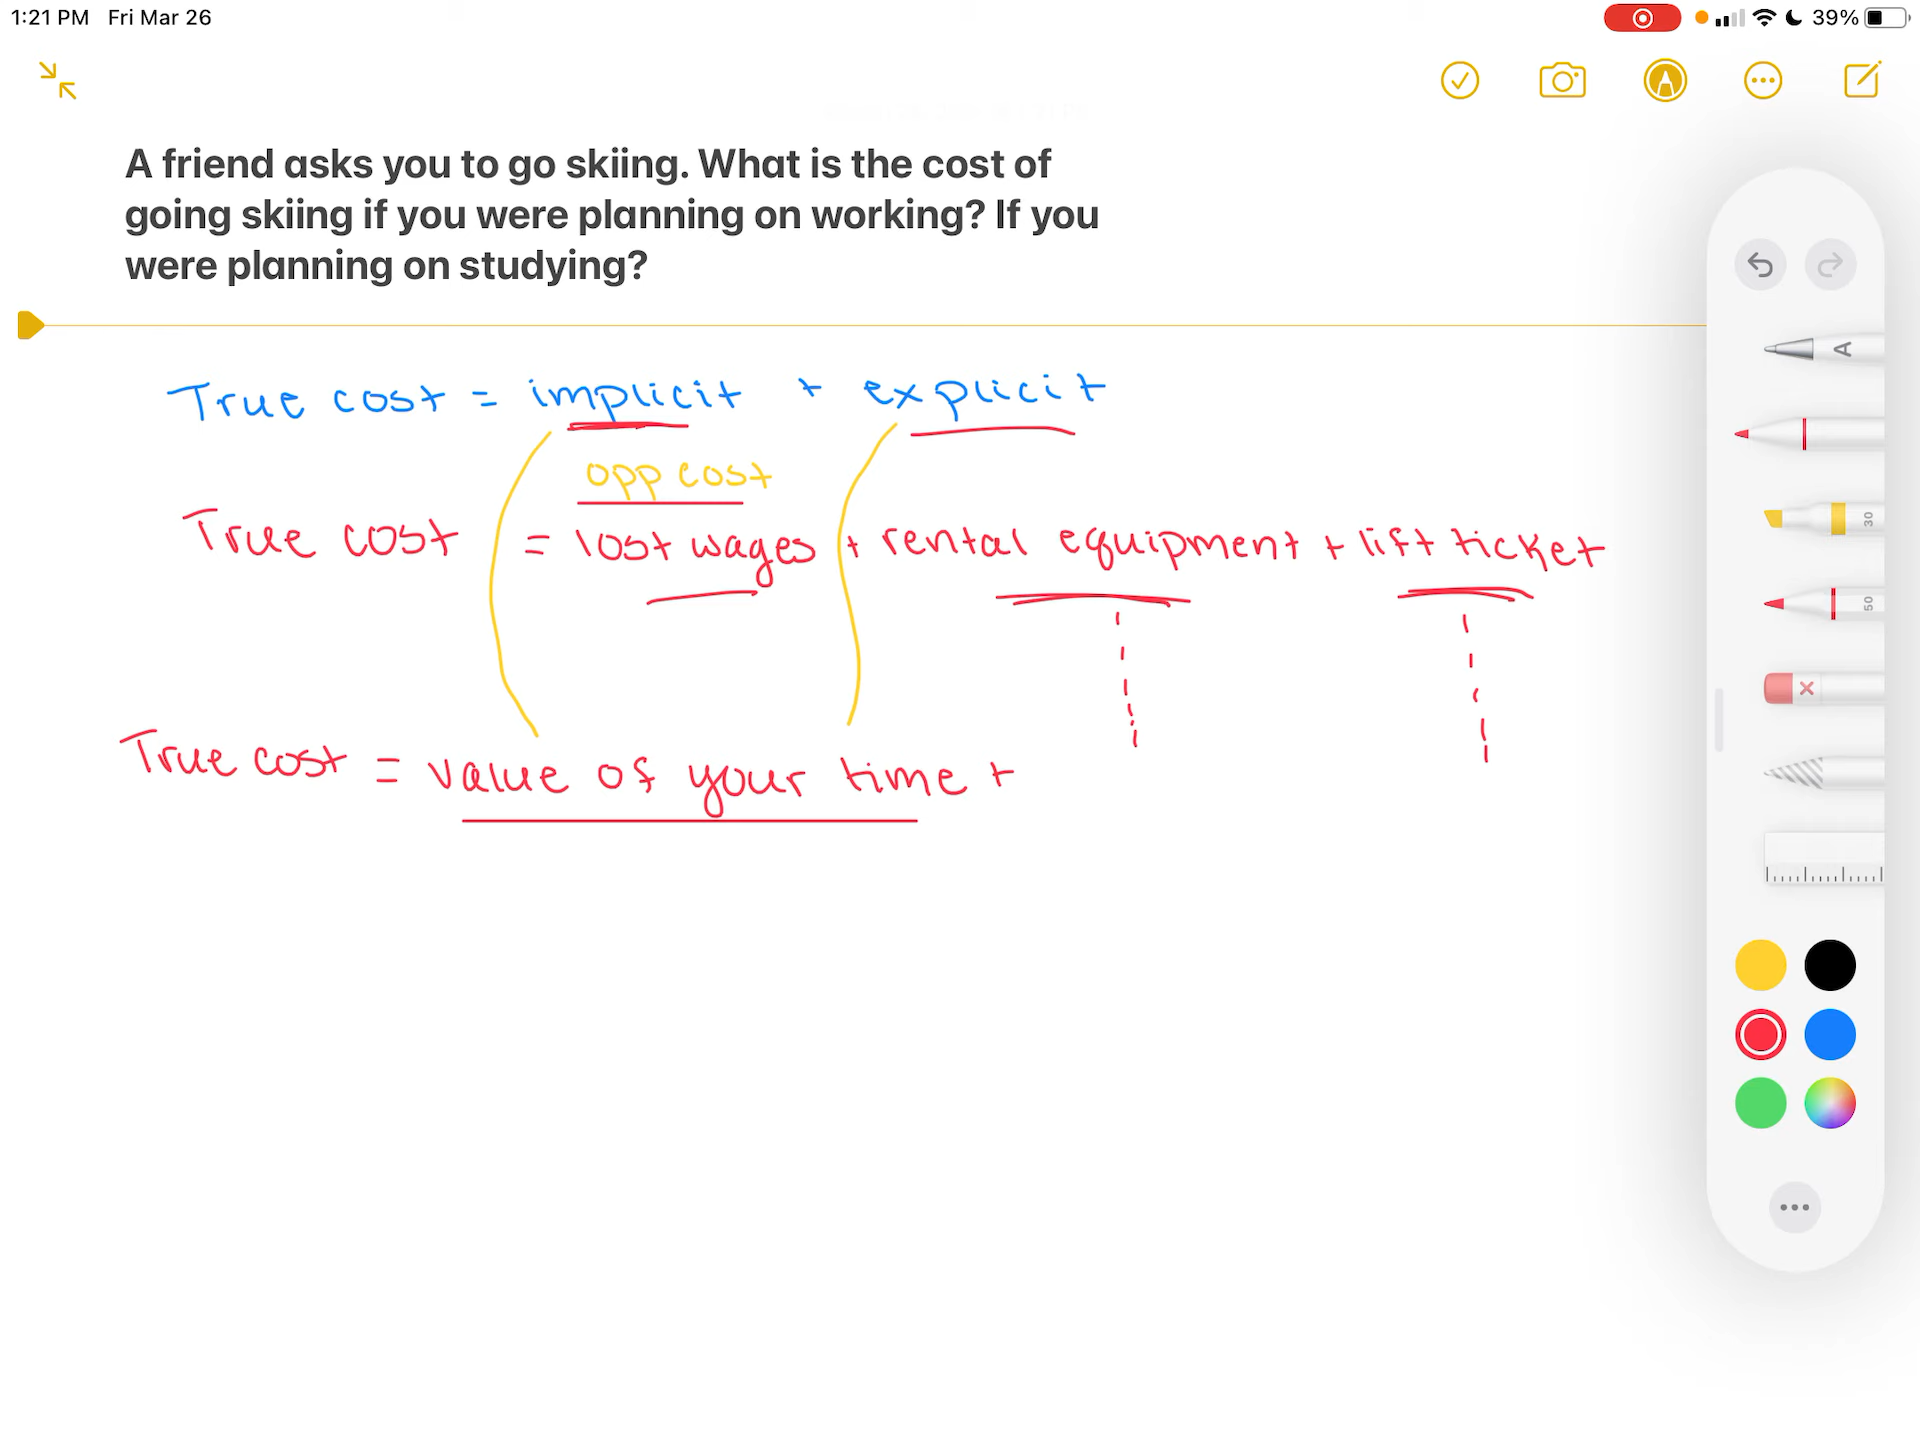 1:21 PM Fri Mar 26
39%
A friend asks you to go skiing. What is the cost of
going skiing if you were planning on working? If you
were planning on studying?
True cost = implicit + explicit
opp cost
True cost = lost wages + rental equipment + lift ticket
True cost = value of your time +
A
30
50